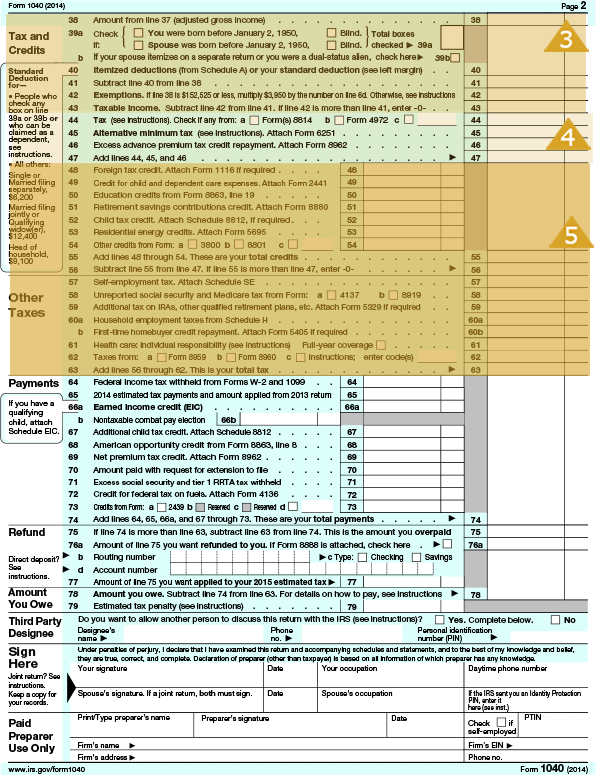 Form 1040 (2014) Page 2
38 Amount from line 37 (adjusted gross income) . . . . . . . . . . . . . . 38
Tax and Credits
39a Check if: You were born before January 2, 1950, Blind. Total boxes checked ▶ 39a
Spouse was born before January 2, 1950, Blind.
b If your spouse itemizes on a separate return or you were a dual-status alien, check here ▶ 39b
3
Standard Deduction for—
• People who check any box on line 39a or 39b or who can be claimed as a dependent, see instructions.
• All others:
Single or Married filing separately, $6,200
Married filing jointly or Qualifying widow(er), $12,400
Head of household, $9,100
40 Itemized deductions (from Schedule A) or your standard deduction (see left margin) . . 40
41 Subtract line 40 from line 38 . . . . . . . . . . . . . . 41
42 Exemptions. If line 38 is $152,525 or less, multiply $3,950 by the number on line 6d. Otherwise, see instructions 42
43 Taxable income. Subtract line 42 from line 41. If line 42 is more than line 41, enter -0- . . 43
44 Tax (see instructions). Check if any from: a Form(s) 8814 b Form 4972 c 44
45 Alternative minimum tax (see instructions). Attach Form 6251 . . . . . . . . 45
46 Excess advance premium tax credit repayment. Attach Form 8962 . . . . . . . 46
47 Add lines 44, 45, and 46 . . . . . . . . . . . . . . ▶ 47
4
48 Foreign tax credit. Attach Form 1116 if required . . . . 48
49 Credit for child and dependent care expenses. Attach Form 2441 49
50 Education credits from Form 8863, line 19 . . . . . 50
51 Retirement savings contributions credit. Attach Form 8880 51
52 Child tax credit. Attach Schedule 8812, if required . . . 52
53 Residential energy credits. Attach Form 5695 . . . . 53
54 Other credits from Form: a 3800 b 8801 c 54
55 Add lines 48 through 54. These are your total credits . . . . . . . . . . 55
56 Subtract line 55 from line 47. If line 55 is more than line 47, enter -0- . . . . . . ▶ 56
5
Other Taxes
57 Self-employment tax. Attach Schedule SE . . . . . . . . . . . . 57
58 Unreported social security and Medicare tax from Form: a 4137 b 8919 . . 58
59 Additional tax on IRAs, other qualified retirement plans, etc. Attach Form 5329 if required . . 59
60a Household employment taxes from Schedule H . . . . . . . . . . . 60a
b First-time homebuyer credit repayment. Attach Form 5405 if required . . . . . . . 60b
61 Health care: individual responsibility (see instructions) Full-year coverage . . . . . 61
62 Taxes from: a Form 8959 b Form 8960 c Instructions; enter code(s) 62
63 Add lines 56 through 62. This is your total tax . . . . . . . . . . . ▶ 63
Payments
64 Federal income tax withheld from Forms W-2 and 1099 . . 64
65 2014 estimated tax payments and amount applied from 2013 return 65
If you have a qualifying child, attach Schedule EIC.
66a Earned income credit (EIC) . . . . . . . . . 66a
b Nontaxable combat pay election 66b
67 Additional child tax credit. Attach Schedule 8812 . . . . 67
68 American opportunity credit from Form 8863, line 8 . . . 68
69 Net premium tax credit. Attach Form 8962 . . . . . 69
70 Amount paid with request for extension to file . . . . 70
71 Excess social security and tier 1 RRTA tax withheld . . . 71
72 Credit for federal tax on fuels. Attach Form 4136 . . . 72
73 Credits from Form: a 2439 b Reserved c Reserved d 73
74 Add lines 64, 65, 66a, and 67 through 73. These are your total payments . . . . . ▶ 74
Refund
75 If line 74 is more than line 63, subtract line 63 from line 74. This is the amount you overpaid 75
76a Amount of line 75 you want refunded to you. If Form 8888 is attached, check here . ▶ 76a
Direct deposit? See instructions.
▶ b Routing number ▶ c Type: Checking Savings
▶ d Account number
77 Amount of line 75 you want applied to your 2015 estimated tax ▶ 77
Amount You Owe
78 Amount you owe. Subtract line 74 from line 63. For details on how to pay, see instructions ▶ 78
79 Estimated tax penalty (see instructions) . . . . . . . 79
Third Party Designee
Do you want to allow another person to discuss this return with the IRS (see instructions)? Yes. Complete below. No
Designee's name ▶ Phone no. ▶ Personal identification number (PIN) ▶
Sign Here
Joint return? See instructions. Keep a copy for your records.
Under penalties of perjury, I declare that I have examined this return and accompanying schedules and statements, and to the best of my knowledge and belief,
they are true, correct, and complete. Declaration of preparer (other than taxpayer) is based on all information of which preparer has any knowledge.
Your signature Date Your occupation Daytime phone number
Spouse's signature. If a joint return, both must sign. Date Spouse's occupation If the IRS sent you an Identity Protection PIN, enter it here (see inst.)
Paid Preparer Use Only
Print/Type preparer's name Preparer's signature Date Check if self-employed PTIN
Firm's name ▶ Firm's EIN ▶
Firm's address ▶ Phone no.
www.irs.gov/form1040 Form 1040 (2014)